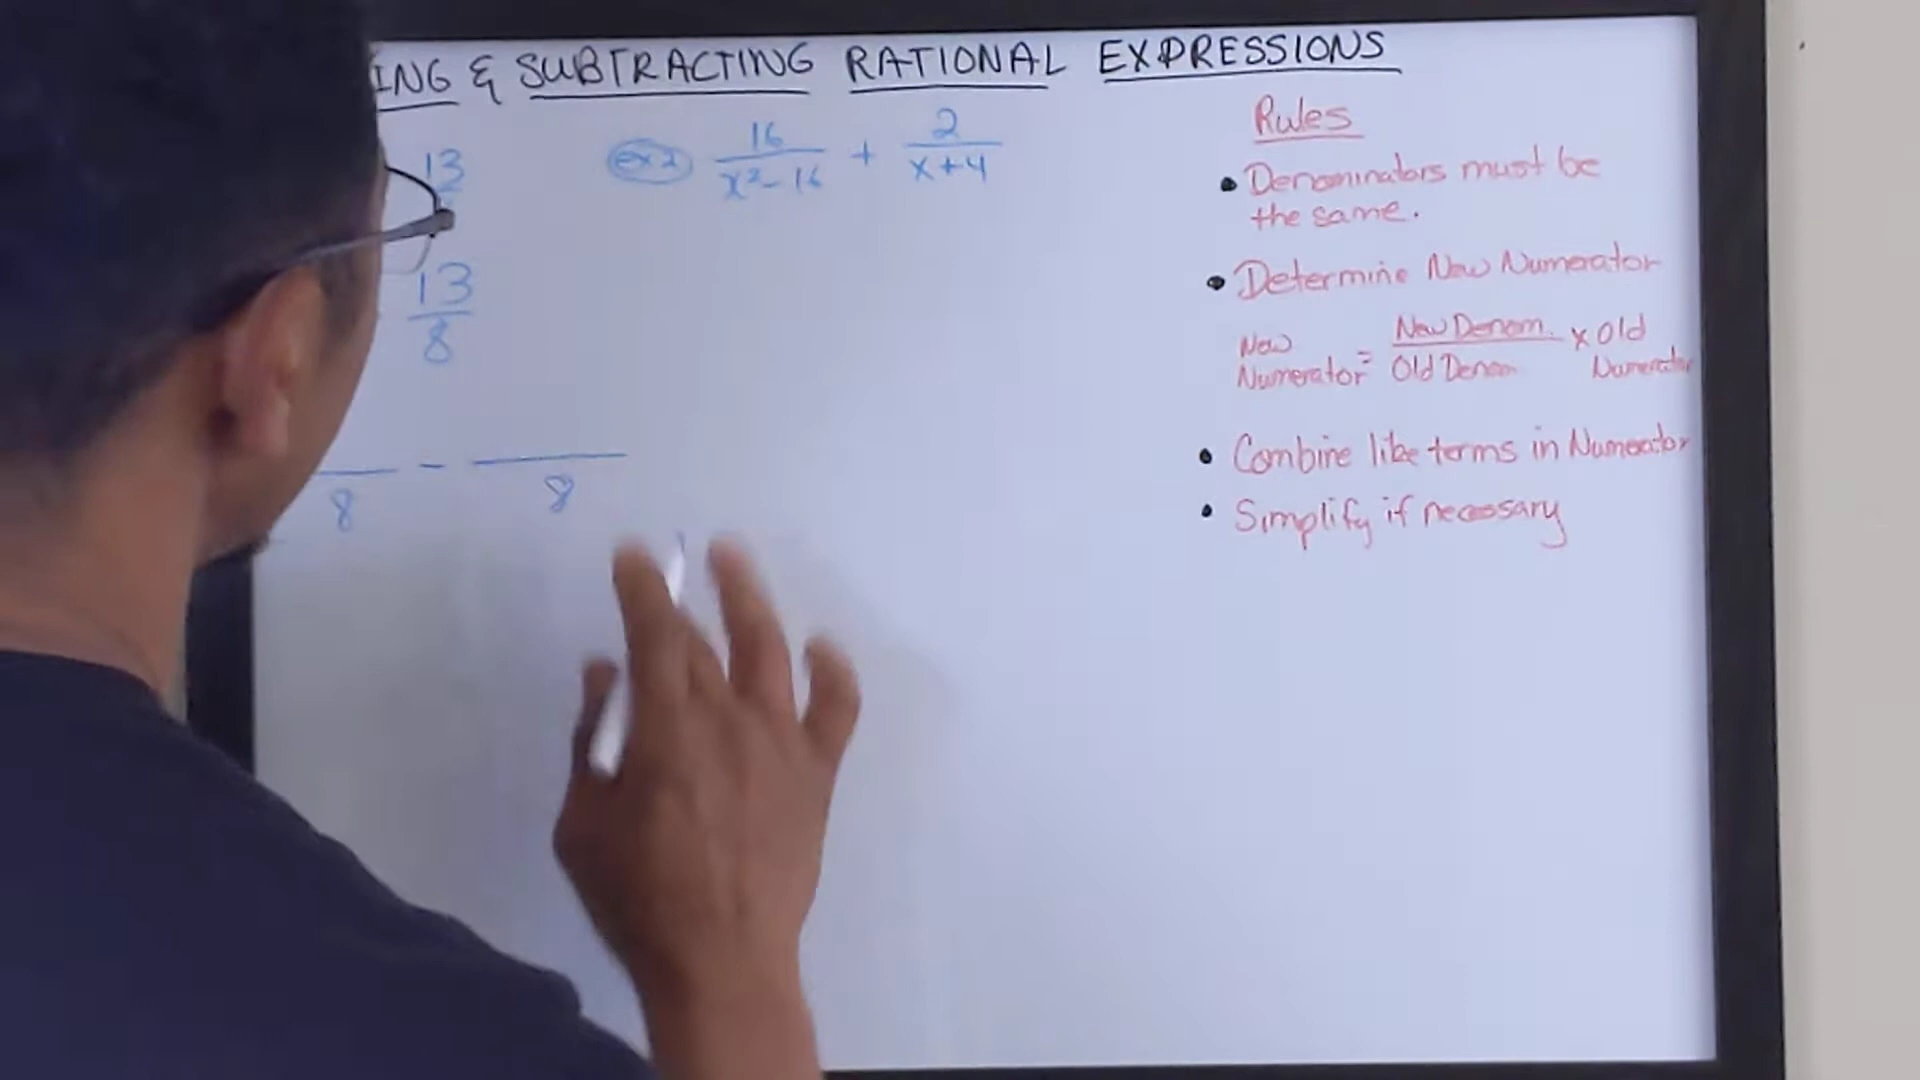 ING & SUBTRACTING RATIONAL EXPRESSIONS
13
13
8
8 - 8
ex 2 16 + 2
x²-16 x+4
Rules
• Denominators must be
the same.
• Determine New Numerator
New Numerator = New Denom. x Old Numerator
Old Denom
• Combine like terms in Numerator
• Simplify if necessary